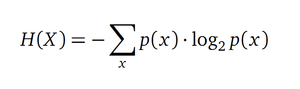 H(X) = − ∑ₓ p(x) · log₂ p(x)